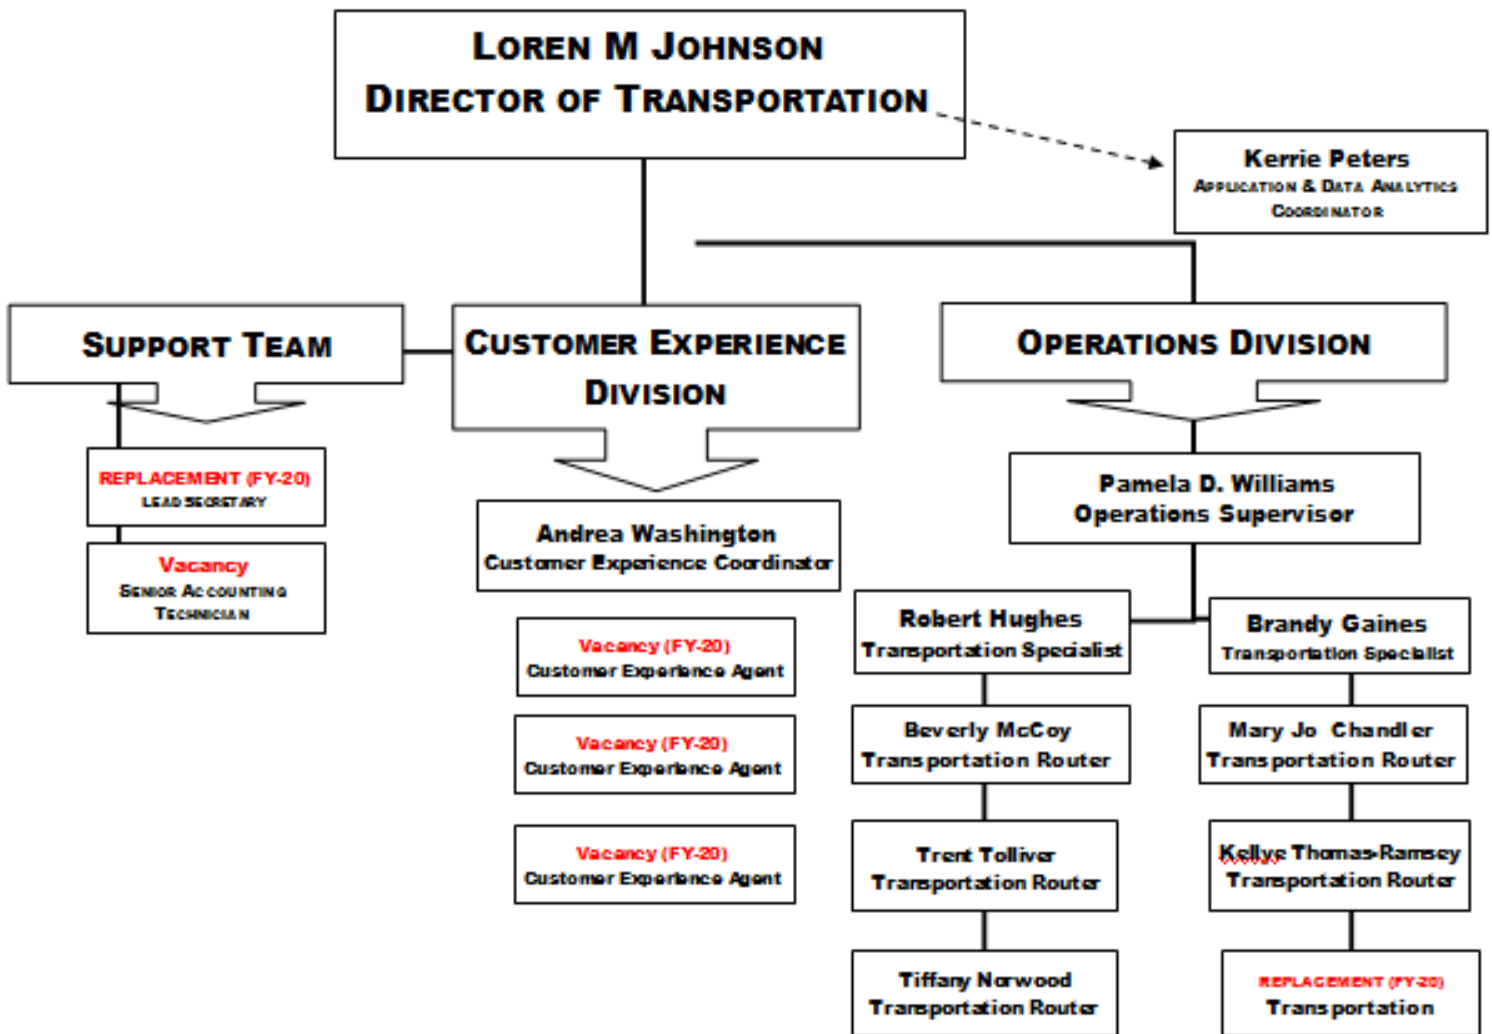 LOREN M JOHNSON
DIRECTOR OF TRANSPORTATION
Kerrie Peters
APPLICATION & DATA ANALYTICS
COORDINATOR
SUPPORT TEAM
REPLACEMENT (FY-20)
LEAD SECRETARY
Vacancy
SENIOR ACCOUNTING
TECHNICIAN
CUSTOMER EXPERIENCE
DIVISION
Andrea Washington
Customer Experience Coordinator
Vacancy (FY-20)
Customer Experience Agent
Vacancy (FY-20)
Customer Experience Agent
Vacancy (FY-20)
Customer Experience Agent
OPERATIONS DIVISION
Pamela D. Williams
Operations Supervisor
Robert Hughes
Transportation Specialist
Beverly McCoy
Transportation Router
Trent Tolliver
Transportation Router
Tiffany Norwood
Transportation Router
Brandy Gaines
Transportation Specialist
Mary Jo Chandler
Transportation Router
Kellye Thomas-Ramsey
Transportation Router
REPLACEMENT (FY-20)
Transportation